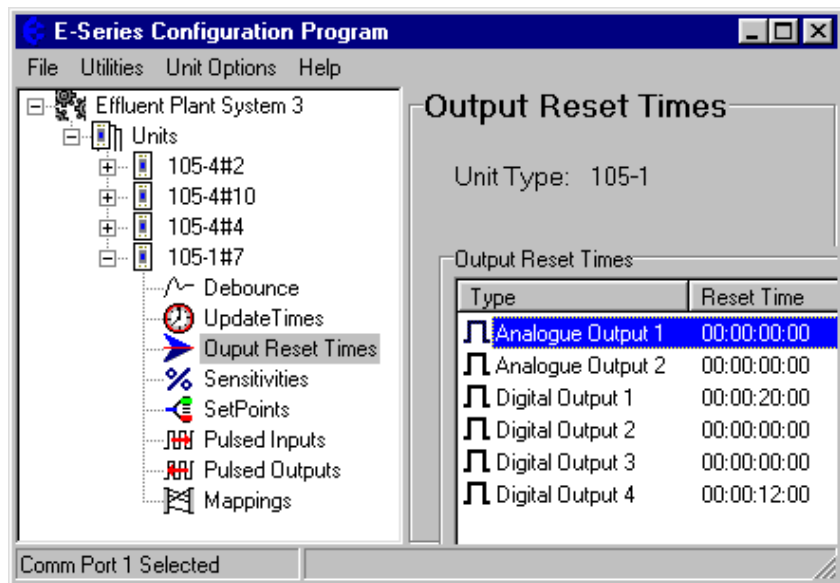 E-Series Configuration Program
File Utilities Unit Options Help
Effluent Plant System 3
Units
105-4#2
105-4#10
105-4#4
105-1#7
Debounce
UpdateTimes
Ouput Reset Times
Sensitivities
SetPoints
Pulsed Inputs
Pulsed Outputs
Mappings
Output Reset Times
Unit Type: 105-1
Output Reset Times
Type Reset Time
Analogue Output 1 00:00:00:00
Analogue Output 2 00:00:00:00
Digital Output 1 00:00:20:00
Digital Output 2 00:00:00:00
Digital Output 3 00:00:00:00
Digital Output 4 00:00:12:00
Comm Port 1 Selected